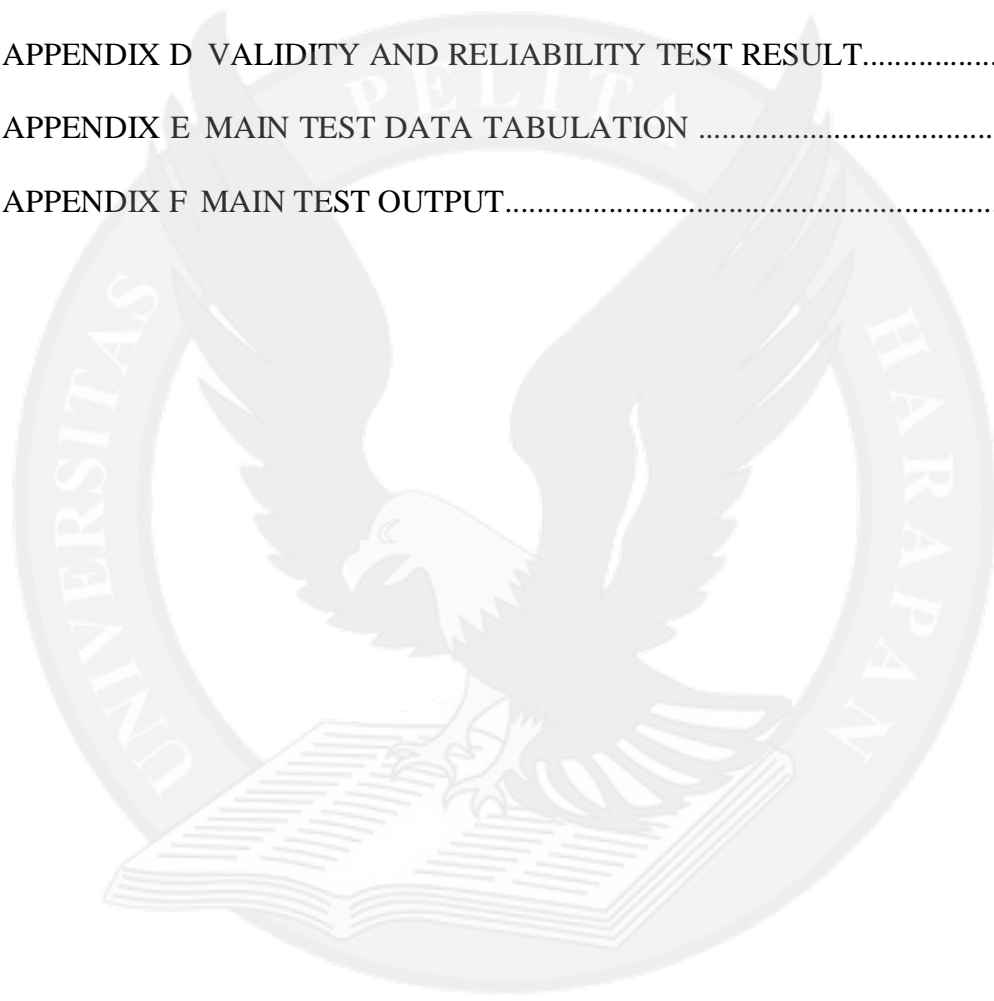 APPENDIX D VALIDITY AND RELIABILITY TEST RESULT................
APPENDIX E MAIN TEST DATA TABULATION .....................................
APPENDIX F MAIN TEST OUTPUT..............................................................
UNIVERSITAS PELITA HARAPAN